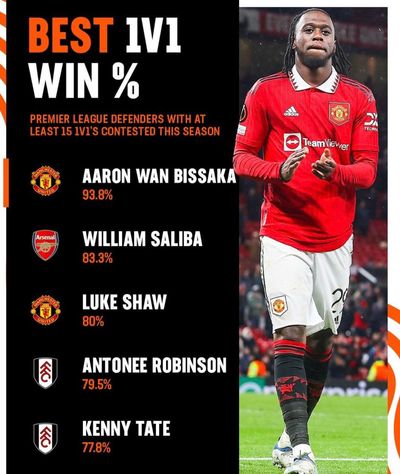 BEST 1V1
WIN %
PREMIER LEAGUE DEFENDERS WITH AT
LEAST 15 1V1'S CONTESTED THIS SEASON
AARON WAN BISSAKA
93.8%
Arsenal
WILLIAM SALIBA
83.3%
LUKE SHAW
80%
ANTONEE ROBINSON
79.5%
KENNY TATE
77.8%
adidas
TeamViewer